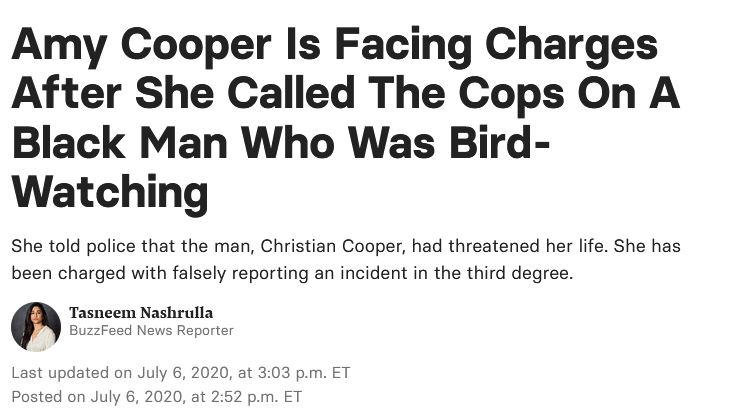 Amy Cooper Is Facing Charges
After She Called The Cops On A
Black Man Who Was Bird-
Watching
She told police that the man, Christian Cooper, had threatened her life. She has
been charged with falsely reporting an incident in the third degree.
Tasneem Nashrulla
BuzzFeed News Reporter
Last updated on July 6, 2020, at 3:03 p.m. ET
Posted on July 6, 2020, at 2:52 p.m. ET